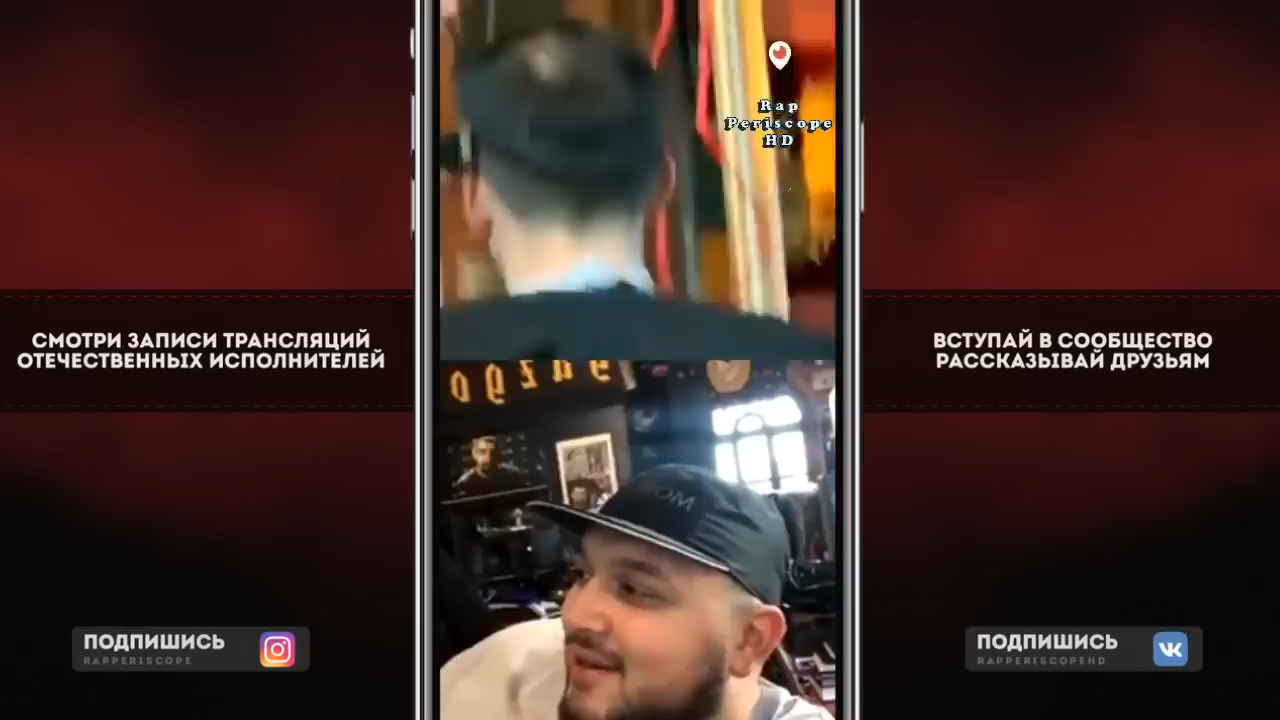 Rap
Periscope
HD
СМОТРИ ЗАПИСИ ТРАНСЛЯЦИЙ
ОТЕЧЕСТВЕННЫХ ИСПОЛНИТЕЛЕЙ
ВСТУПАЙ В СООБЩЕСТВО
РАССКАЗЫВАЙ ДРУЗЬЯМ
ПОДПИШИСЬ
RAPPERISCOPE
ПОДПИШИСЬ
RAPPERISCOPEHD